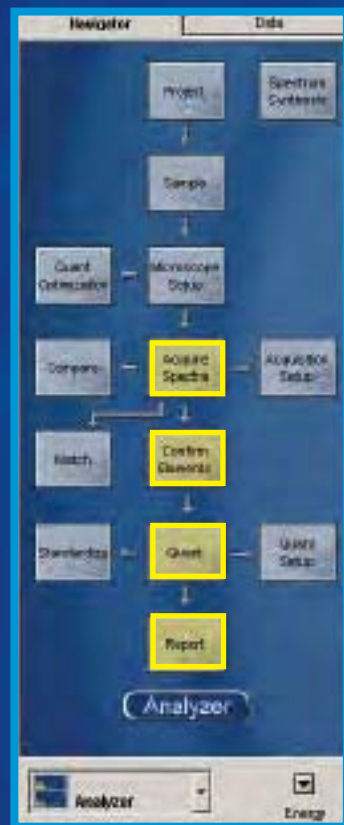 Navigator
Data
Project
Spectrum
Synthesis
Sample
Quant
Optimization
Microscope
Setup
Compare
Acquire
Spectra
Acquisition
Setup
Match
Confirm
Elements
Standardize
Quant
Quant
Setup
Report
Analyzer
Analyzer
Energy